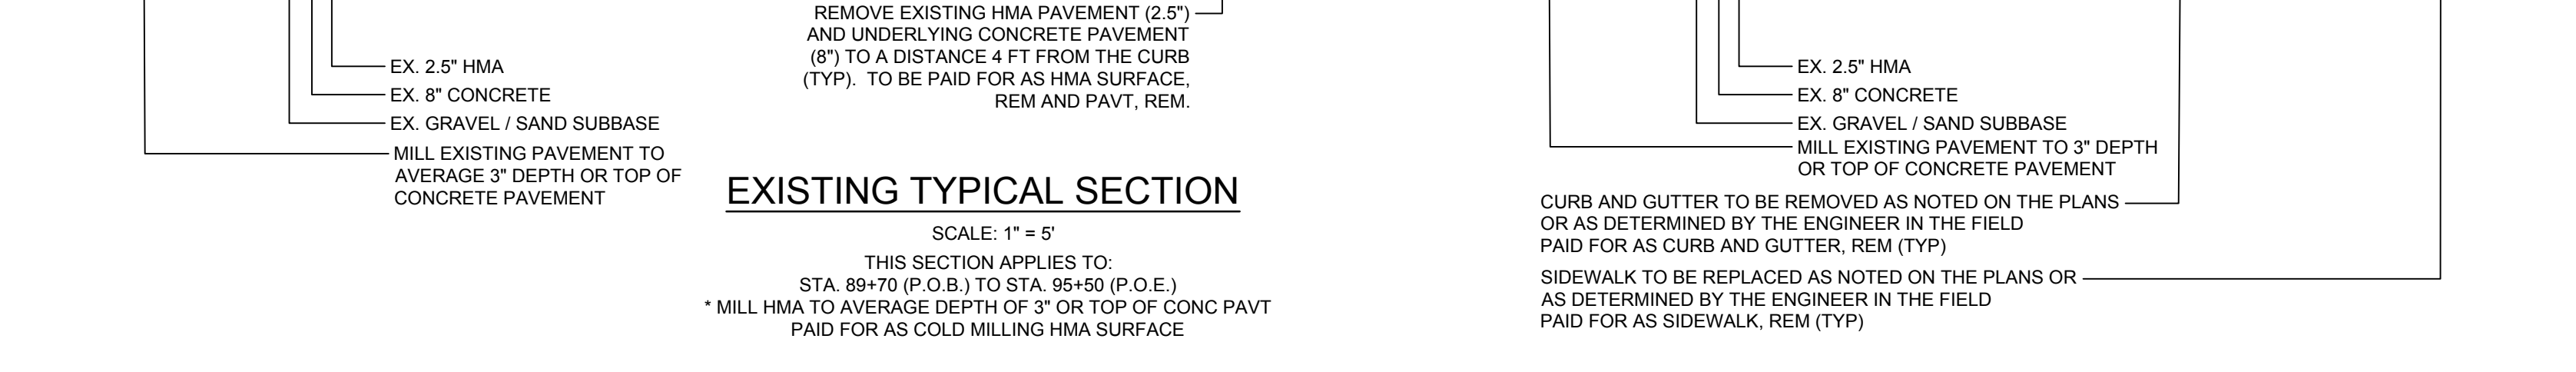 REMOVE EXISTING HMA PAVEMENT (2.5")
AND UNDERLYING CONCRETE PAVEMENT
(8") TO A DISTANCE 4 FT FROM THE CURB
(TYP).  TO BE PAID FOR AS HMA SURFACE,
REM AND PAVT, REM.
EX. 2.5" HMA
EX. 8" CONCRETE
EX. GRAVEL / SAND SUBBASE
MILL EXISTING PAVEMENT TO
AVERAGE 3" DEPTH OR TOP OF
CONCRETE PAVEMENT
EXISTING TYPICAL SECTION
SCALE: 1" = 5'
THIS SECTION APPLIES TO:
STA. 89+70 (P.O.B.) TO STA. 95+50 (P.O.E.)
* MILL HMA TO AVERAGE DEPTH OF 3" OR TOP OF CONC PAVT
PAID FOR AS COLD MILLING HMA SURFACE
EX. 2.5" HMA
EX. 8" CONCRETE
EX. GRAVEL / SAND SUBBASE
MILL EXISTING PAVEMENT TO 3" DEPTH
OR TOP OF CONCRETE PAVEMENT
CURB AND GUTTER TO BE REMOVED AS NOTED ON THE PLANS
OR AS DETERMINED BY THE ENGINEER IN THE FIELD
PAID FOR AS CURB AND GUTTER, REM (TYP)
SIDEWALK TO BE REPLACED AS NOTED ON THE PLANS OR
AS DETERMINED BY THE ENGINEER IN THE FIELD
PAID FOR AS SIDEWALK, REM (TYP)